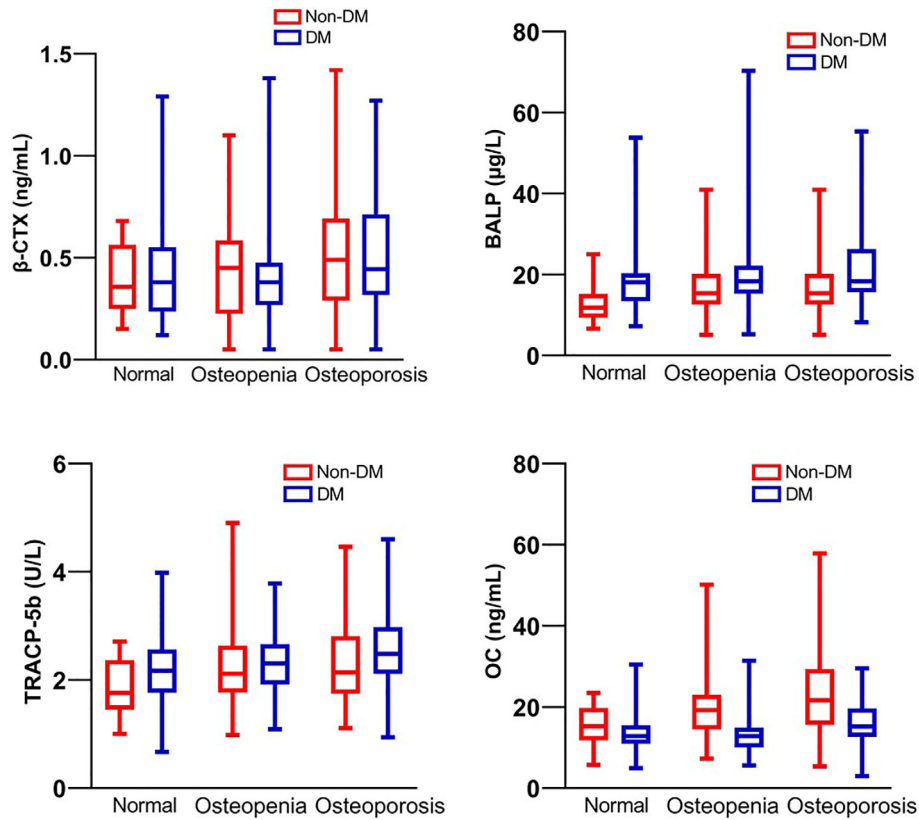 Non-DM
DM
β-CTX (ng/mL)
1.5
1.0
0.5
0.0
Normal Osteopenia Osteoporosis
Non-DM
DM
BALP (µg/L)
80
60
40
20
0
Normal Osteopenia Osteoporosis
Non-DM
DM
TRACP-5b (U/L)
6
4
2
0
Normal Osteopenia Osteoporosis
Non-DM
DM
OC (ng/mL)
80
60
40
20
0
Normal Osteopenia Osteoporosis